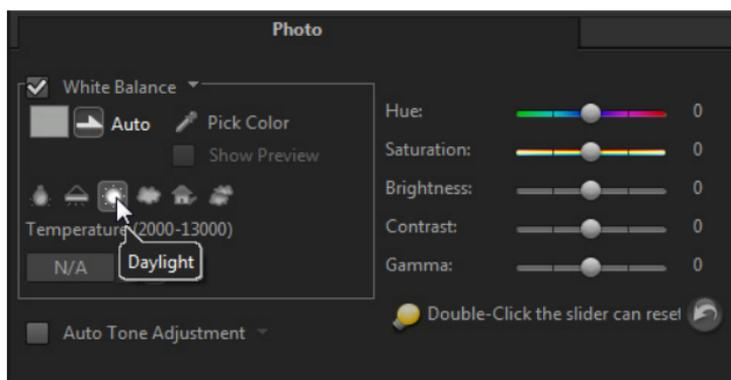 Photo
White Balance
Auto
Pick Color
Show Preview
Temperature (2000-13000)
N/A
Daylight
Auto Tone Adjustment
Hue: 0
Saturation: 0
Brightness: 0
Contrast: 0
Gamma: 0
Double-Click the slider can reset